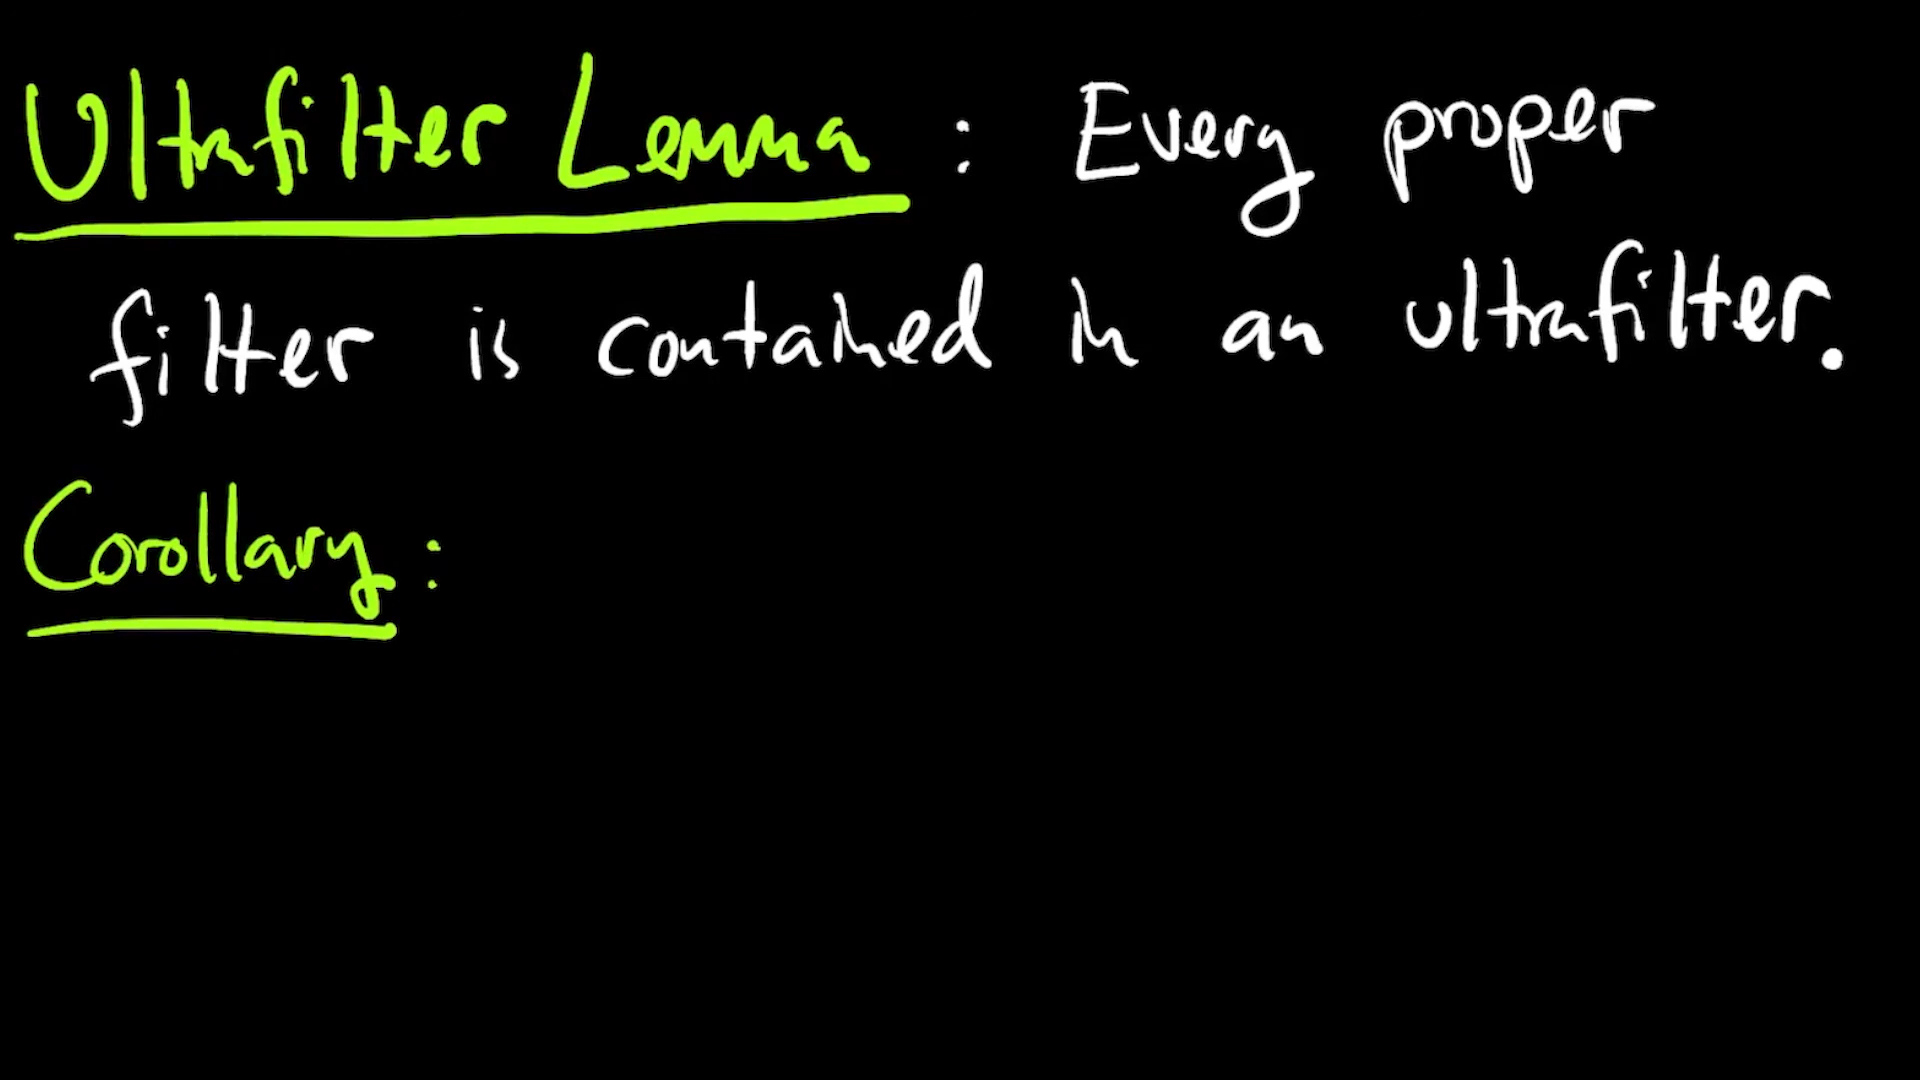 Ultrafilter Lemma : Every proper
filter is contained in an ultrafilter.
Corollary :